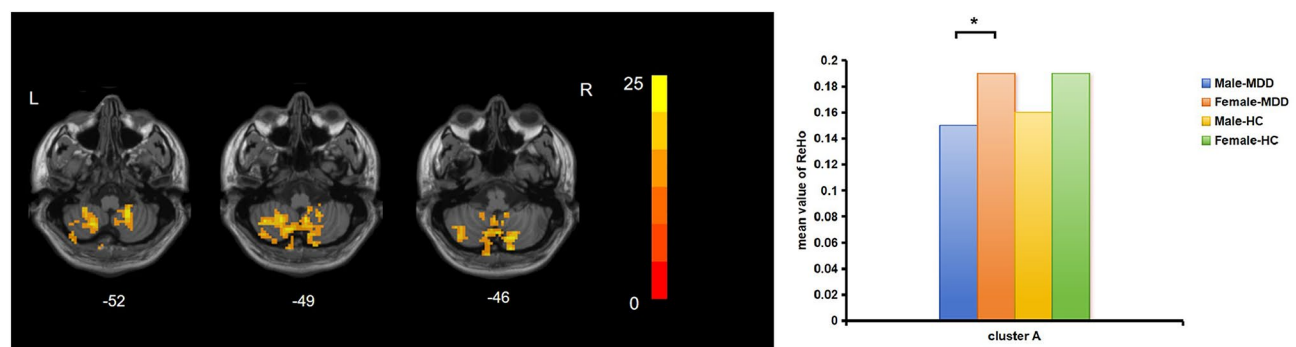 L
R
25
0
-52
-49
-46
*
0.2
0.18
0.16
0.14
0.12
0.1
0.08
0.06
0.04
0.02
0
mean value of ReHo
cluster A
Male-MDD
Female-MDD
Male-HC
Female-HC